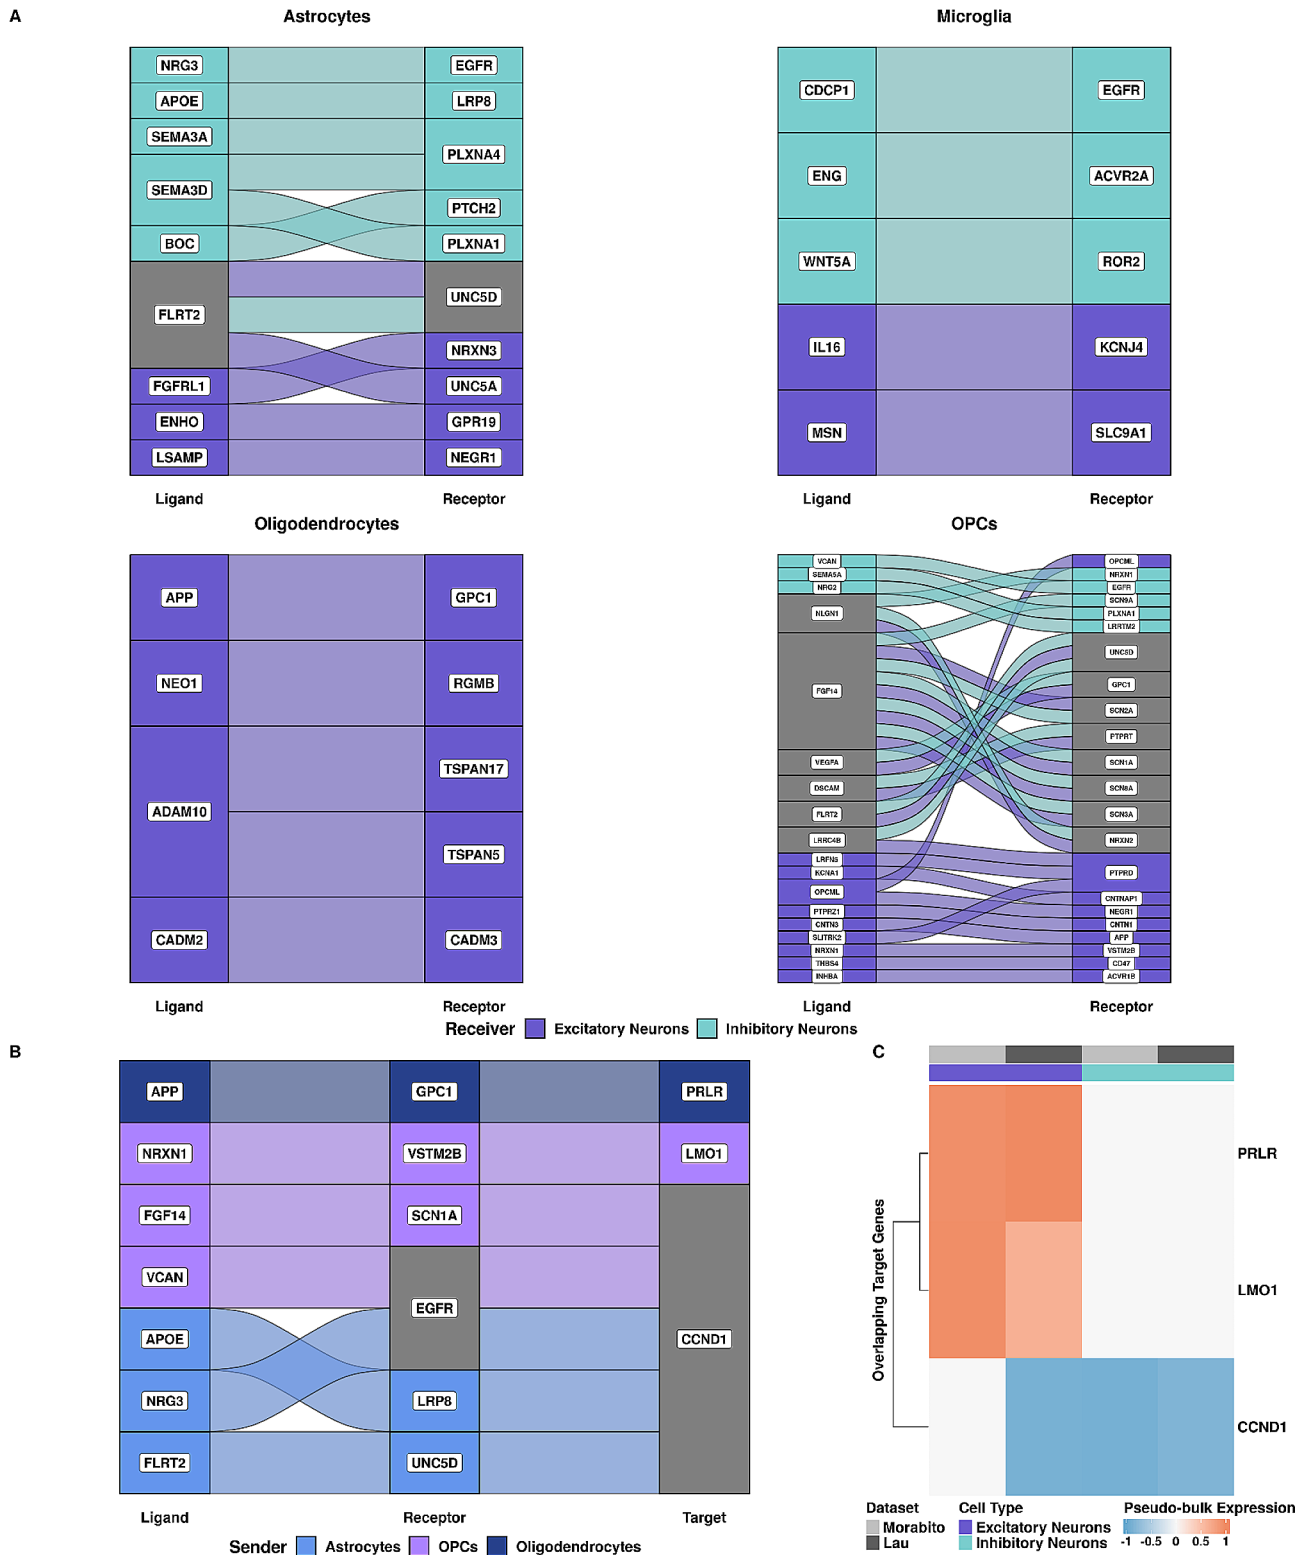 A
Astrocytes
NRG3
APOE
SEMA3A
SEMA3D
BOC
FLRT2
FGFRL1
ENHO
LSAMP
EGFR
LRP8
PLXNA4
PTCH2
PLXNA1
UNC5D
NRXN3
UNC5A
GPR19
NEGR1
Ligand
Receptor
Microglia
CDCP1
ENG
WNT5A
IL16
MSN
EGFR
ACVR2A
ROR2
KCNJ4
SLC9A1
Ligand
Receptor
Oligodendrocytes
APP
NEO1
ADAM10
CADM2
GPC1
RGMB
TSPAN17
TSPAN5
CADM3
Ligand
Receptor
OPCs
VCAN
SEMA5A
NRG2
NLGN1
FGF14
VEGFA
DSCAM
FLRT2
LRRC4B
LRFN5
KCNA1
OPCML
PTPRZ1
CNTN3
SLITRK2
NRXN1
THBS4
INHBA
OPCML
NRXN1
EGFR
SCN9A
PLXNA1
LRRTM2
UNC5D
GPC1
SCN2A
PTPRT
SCN1A
SCN8A
SCN3A
NRXN2
PTPRD
CNTNAP1
NEGR1
CNTN1
APP
VSTM2B
CD47
ACVR1B
Ligand
Receptor
Receiver Excitatory Neurons Inhibitory Neurons
B
APP
NRXN1
FGF14
VCAN
APOE
NRG3
FLRT2
GPC1
VSTM2B
SCN1A
EGFR
LRP8
UNC5D
PRLR
LMO1
CCND1
Ligand
Receptor
Target
Sender Astrocytes OPCs Oligodendrocytes
C
Overlapping Target Genes
PRLR
LMO1
CCND1
Dataset
Morabito
Lau
Cell Type
Excitatory Neurons
Inhibitory Neurons
Pseudo-bulk Expression
-1 -0.5 0 0.5 1